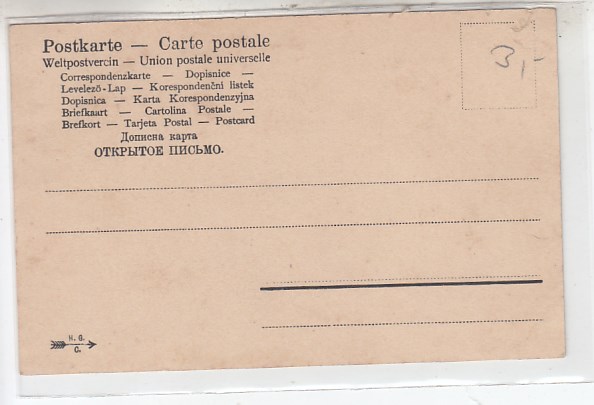 Postkarte — Carte postale
Weltpostverein — Union postale universelle
Correspondenzkarte — Dopisnice —
Levelező-Lap — Korespondenční lístek
Dopisnica — Karta Korespondenzyjna
Briefkaart — Cartolina Postale —
Brefkort — Tarjeta Postal — Postcard
Дописна карта
ОТКРЫТОЕ ПИСЬМО.
3,-
H. G.
C.